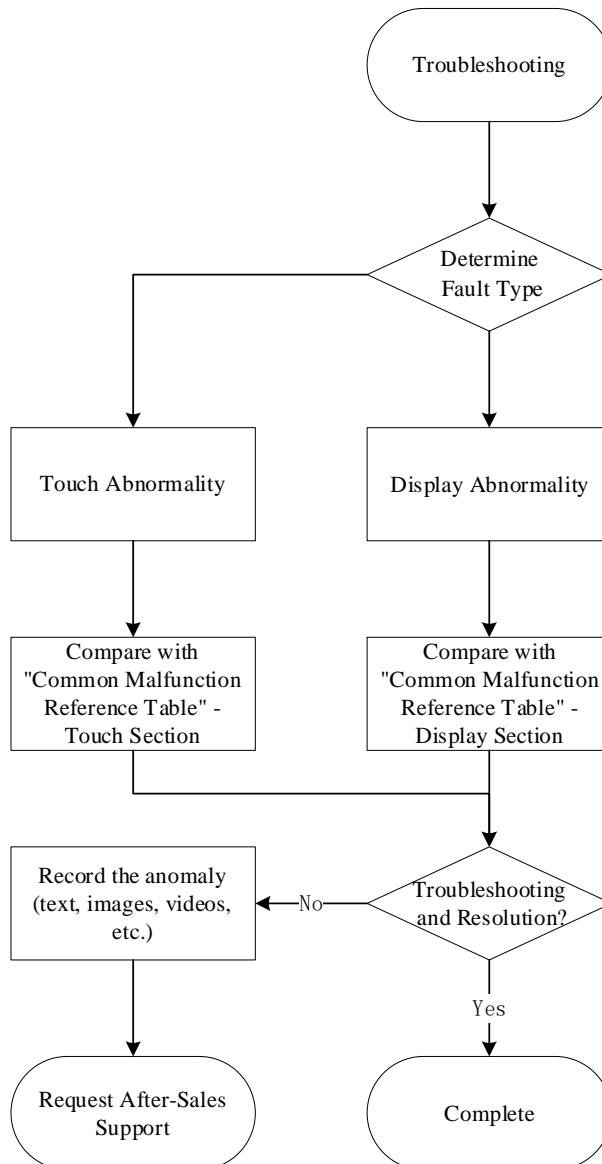 Troubleshooting
Determine
Fault Type
Touch Abnormality
Display Abnormality
Compare with
"Common Malfunction
Reference Table" -
Touch Section
Compare with
"Common Malfunction
Reference Table" -
Display Section
Record the anomaly
(text, images, videos,
etc.)
No
Troubleshooting
and Resolution?
Yes
Request After-Sales
Support
Complete